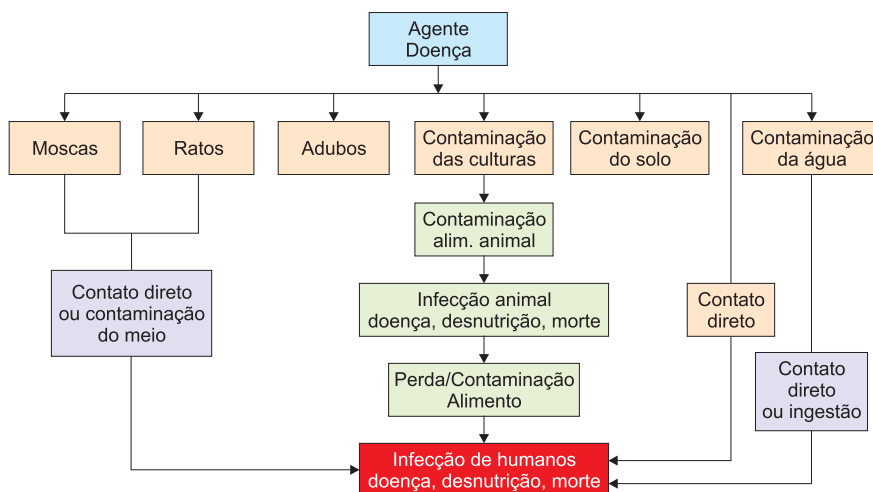 Agente
Doença
Moscas
Ratos
Adubos
Contaminação
das culturas
Contaminação
do solo
Contaminação
da água
Contaminação
alim. animal
Contato direto
ou contaminação
do meio
Infecção animal
doença, desnutrição, morte
Contato
direto
Perda/Contaminação
Alimento
Contato
direto
ou ingestão
Infecção de humanos
doença, desnutrição, morte